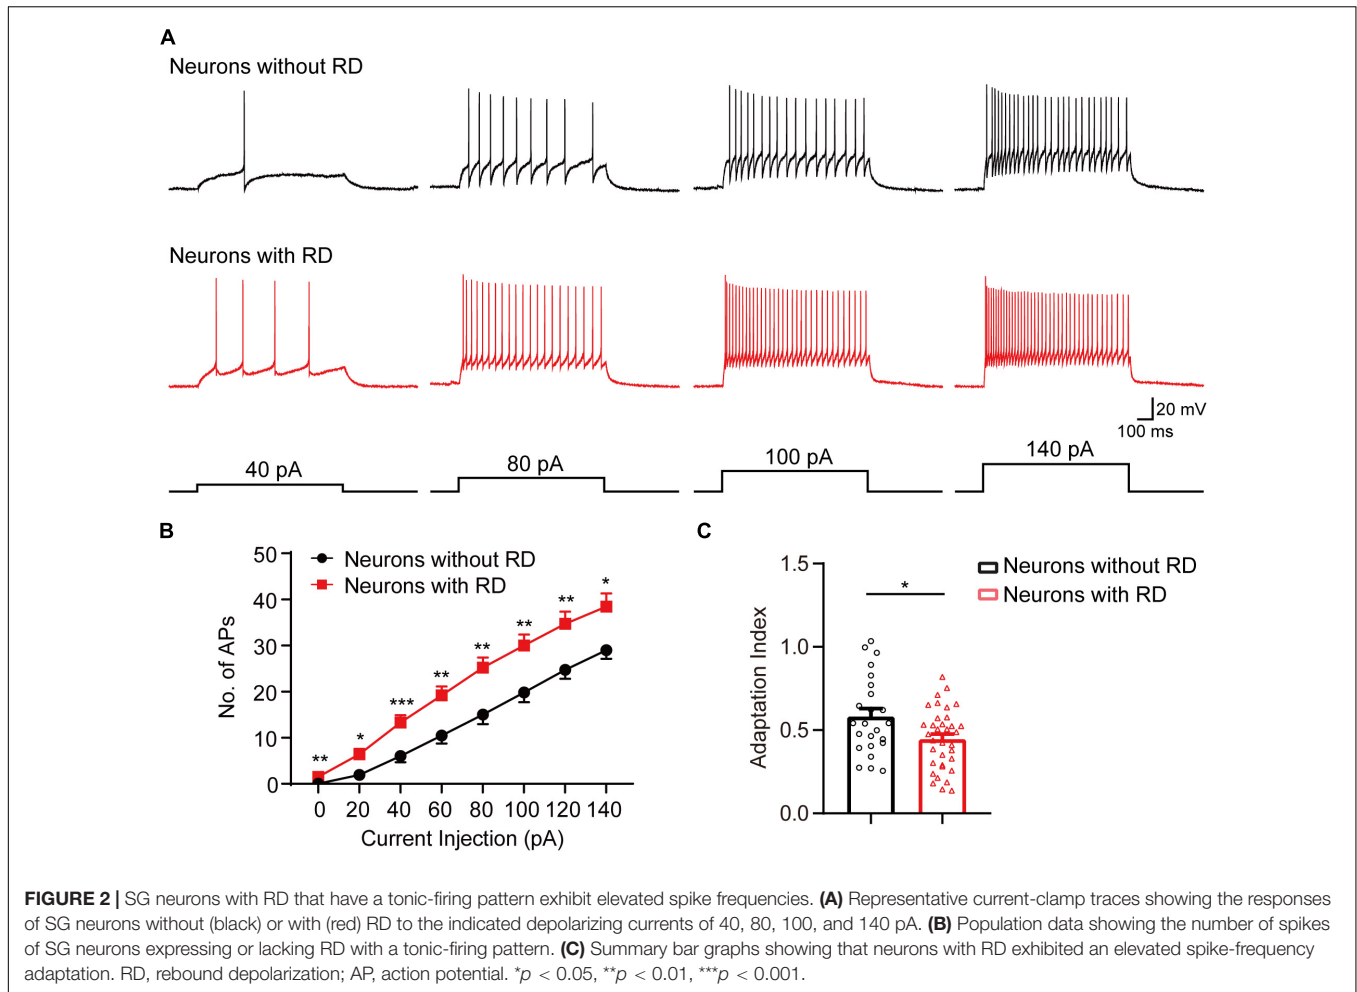 A
Neurons without RD
Neurons with RD
20 mV
100 ms
40 pA
80 pA
100 pA
140 pA
B
50
40
30
20
10
0
No. of APs
Neurons without RD
Neurons with RD
**
*
***
**
**
**
**
*
0 20 40 60 80 100 120 140
Current Injection (pA)
C
1.5
1.0
0.5
0.0
Adaptation Index
*
Neurons without RD
Neurons with RD
FIGURE 2 | SG neurons with RD that have a tonic-firing pattern exhibit elevated spike frequencies. (A) Representative current-clamp traces showing the responses
of SG neurons without (black) or with (red) RD to the indicated depolarizing currents of 40, 80, 100, and 140 pA. (B) Population data showing the number of spikes
of SG neurons expressing or lacking RD with a tonic-firing pattern. (C) Summary bar graphs showing that neurons with RD exhibited an elevated spike-frequency
adaptation. RD, rebound depolarization; AP, action potential. *p < 0.05, **p < 0.01, ***p < 0.001.